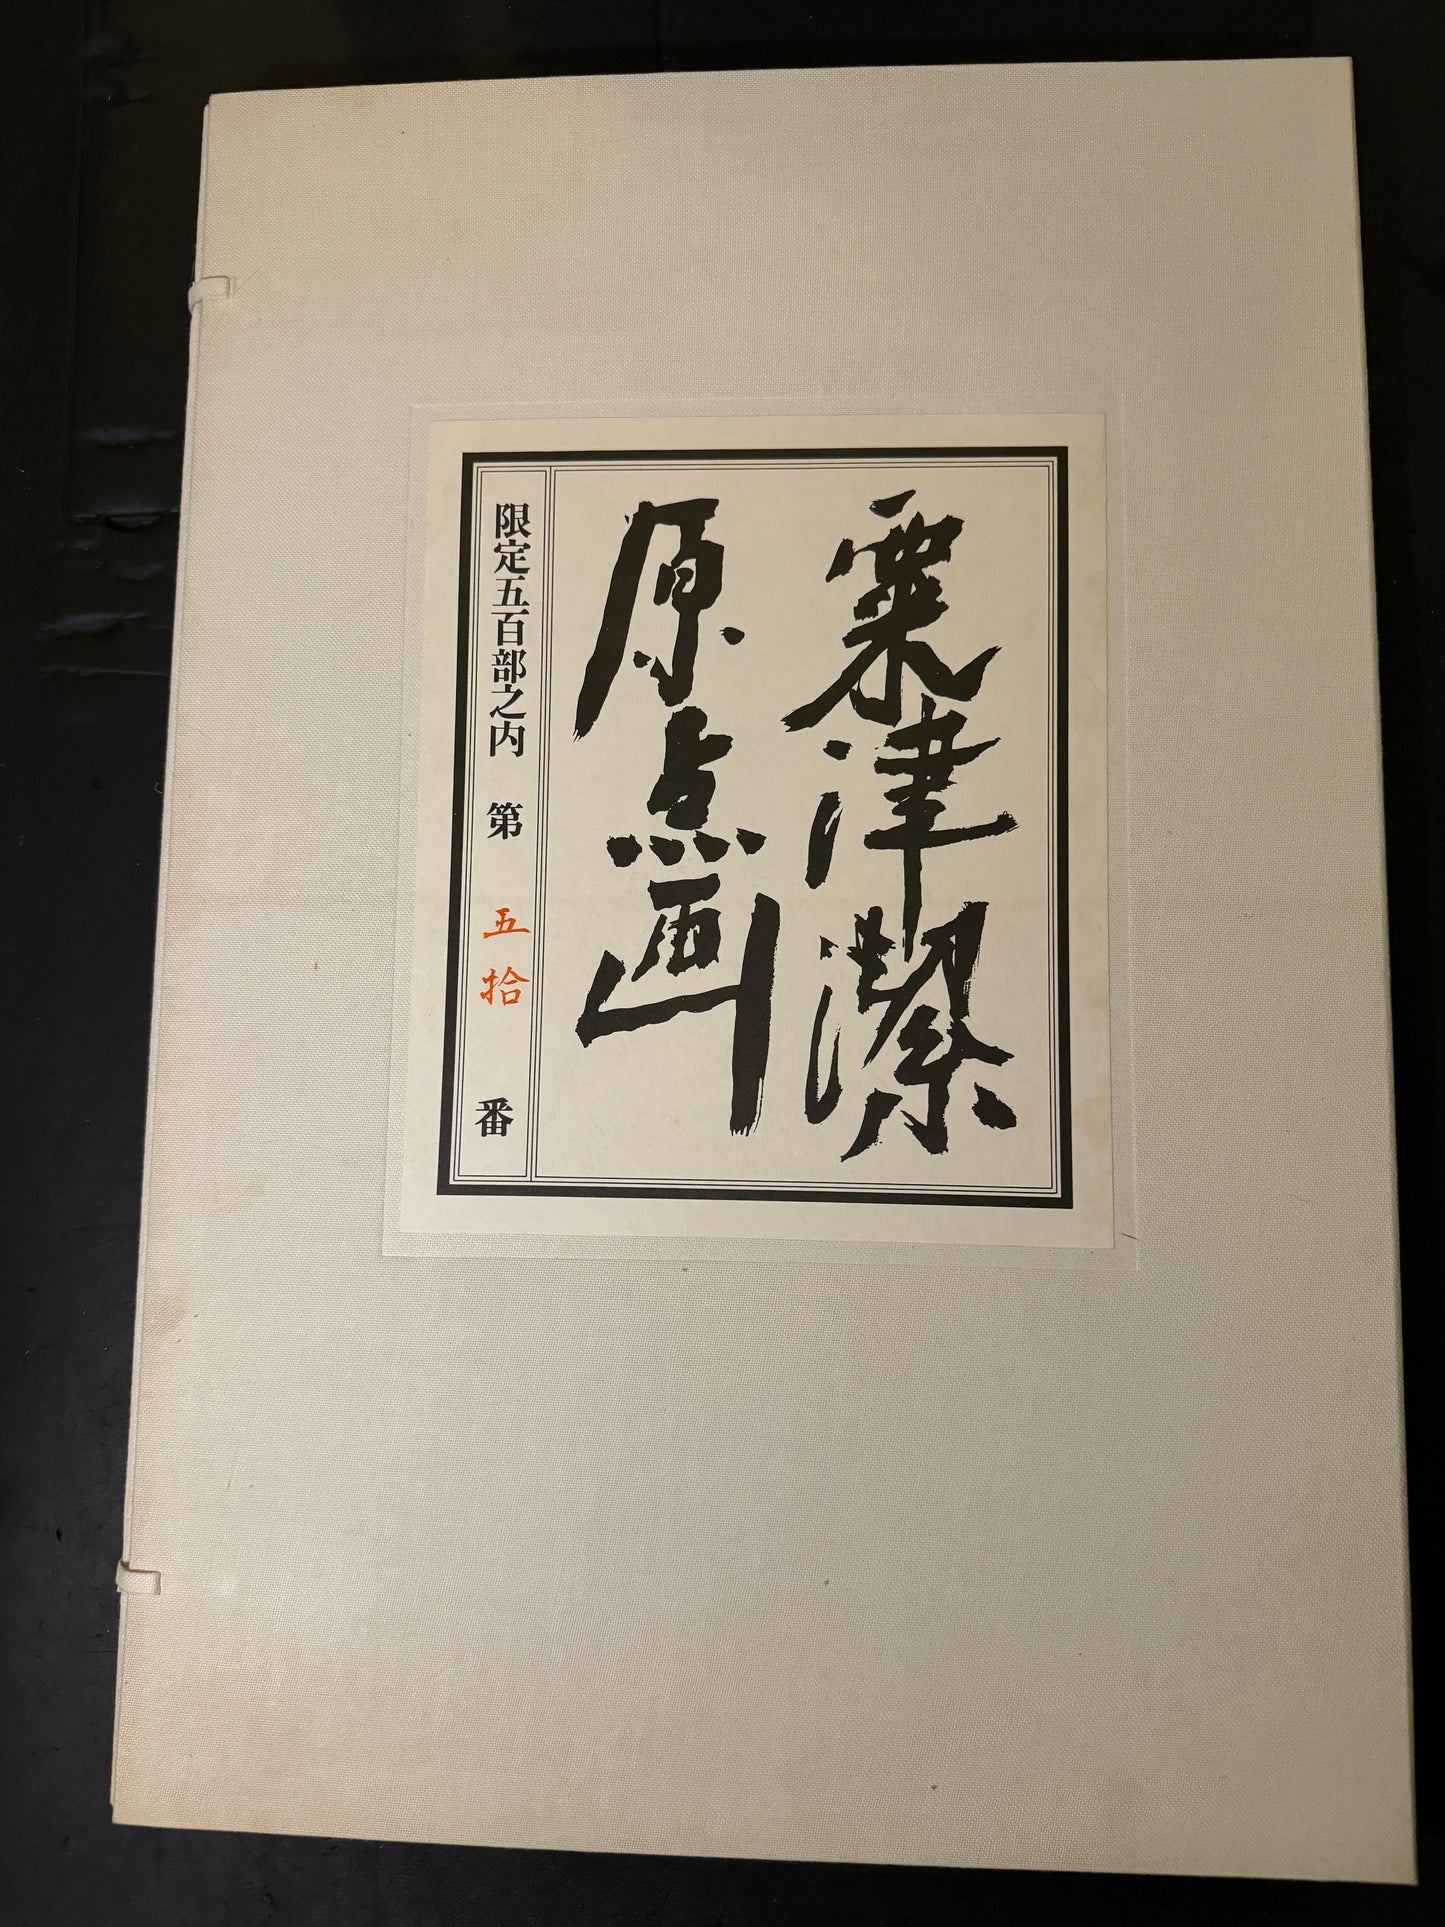 粟津潔
原点画
限定五百部之内 第 五拾 番